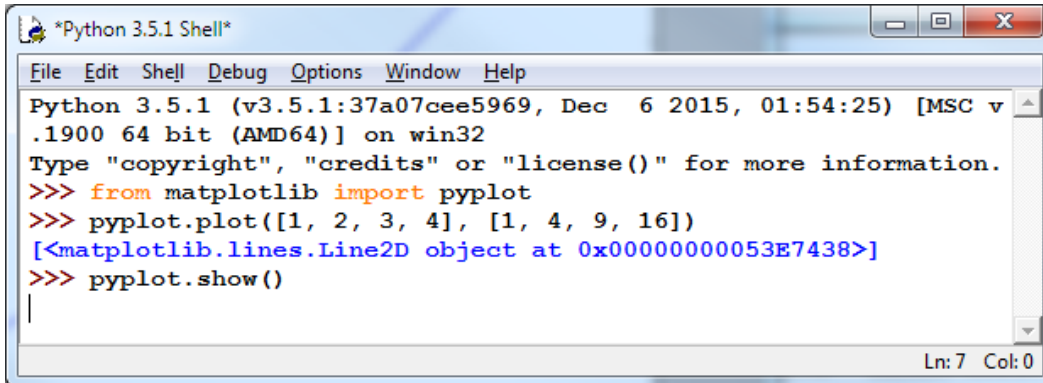 *Python 3.5.1 Shell*
File Edit Shell Debug Options Window Help
Python 3.5.1 (v3.5.1:37a07cee5969, Dec  6 2015, 01:54:25) [MSC v
.1900 64 bit (AMD64)] on win32
Type "copyright", "credits" or "license()" for more information.
>>> from matplotlib import pyplot
>>> pyplot.plot([1, 2, 3, 4], [1, 4, 9, 16])
[<matplotlib.lines.Line2D object at 0x00000000053E7438>]
>>> pyplot.show()
Ln: 7 Col: 0